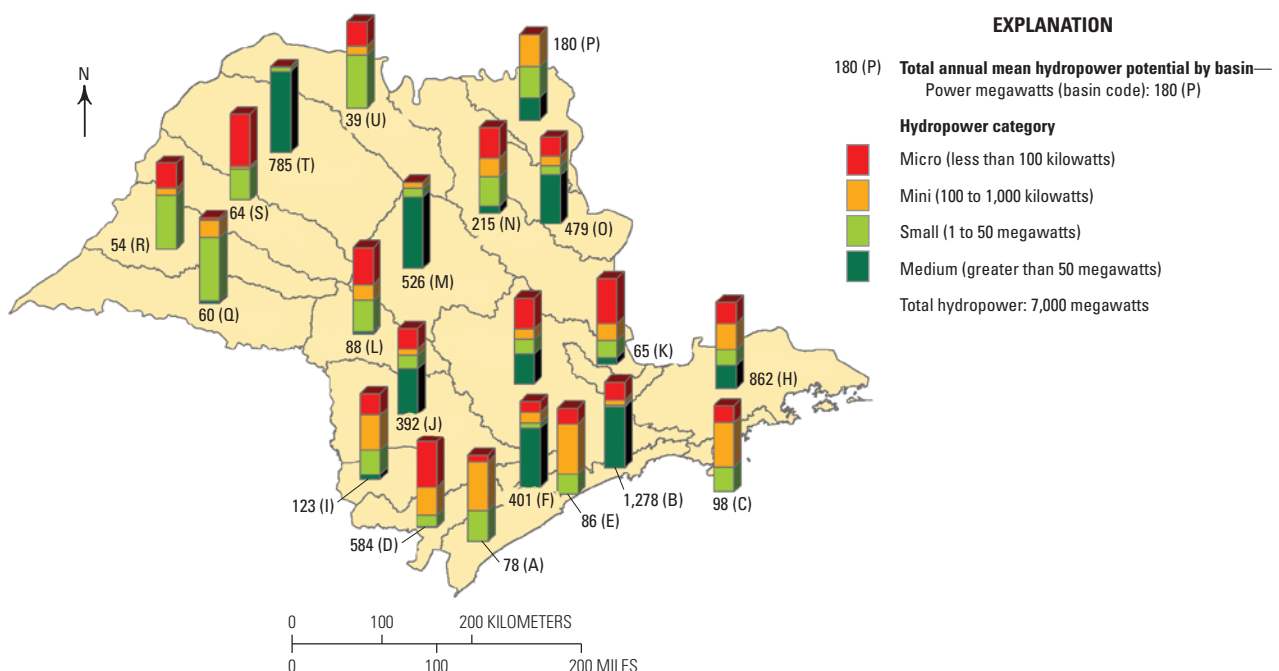 N
39 (U)
180 (P)
785 (T)
64 (S)
54 (R)
60 (Q)
526 (M)
215 (N)
479 (O)
88 (L)
65 (K)
862 (H)
392 (J)
123 (I)
584 (D)
78 (A)
401 (F)
86 (E)
1,278 (B)
98 (C)
0 100 200 KILOMETERS
0 100 200 MILES
EXPLANATION
180 (P) Total annual mean hydropower potential by basin—
Power megawatts (basin code): 180 (P)
Hydropower category
Micro (less than 100 kilowatts)
Mini (100 to 1,000 kilowatts)
Small (1 to 50 megawatts)
Medium (greater than 50 megawatts)
Total hydropower: 7,000 megawatts